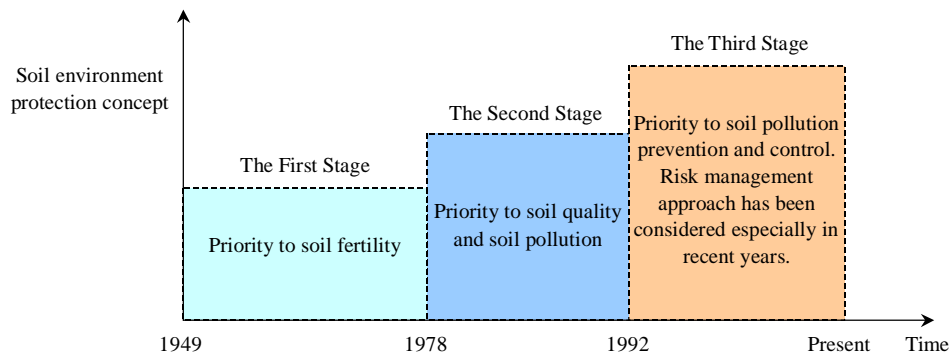 Soil environment
protection concept
The First Stage
Priority to soil fertility
The Second Stage
Priority to soil quality
and soil pollution
The Third Stage
Priority to soil pollution
prevention and control.
Risk management
approach has been
considered especially in
recent years.
1949
1978
1992
Present
Time